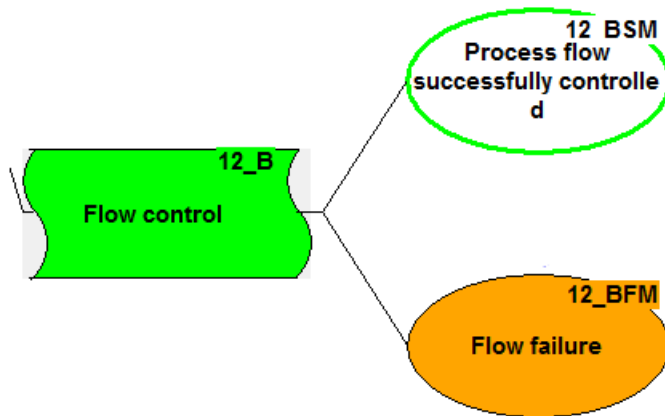 12_BSM
Process flow
successfully controlle
d
12_B
Flow control
12_BFM
Flow failure